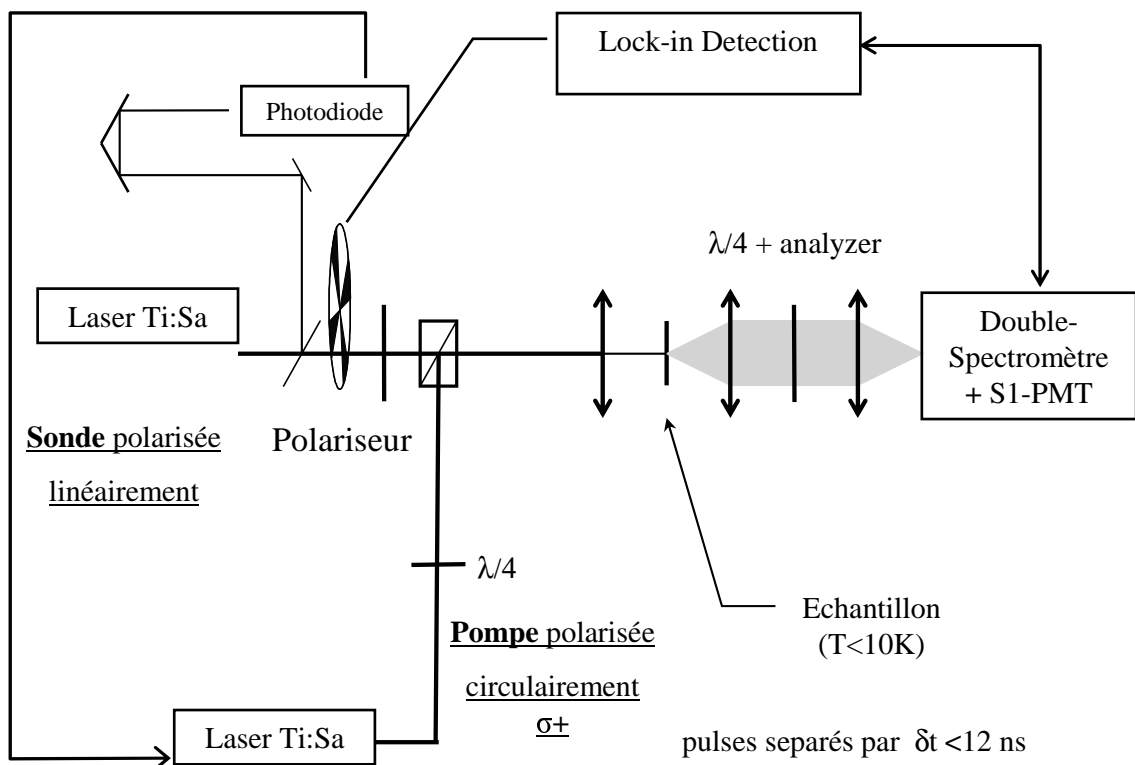 Lock-in Detection
Photodiode
λ/4 + analyzer
Laser Ti:Sa
Double-
Spectromètre
+ S1-PMT
Sonde polarisée
linéairement
Polariseur
λ/4
Echantillon
(T<10K)
Pompe polarisée
circulairement
σ+
Laser Ti:Sa
pulses separés par δt <12 ns